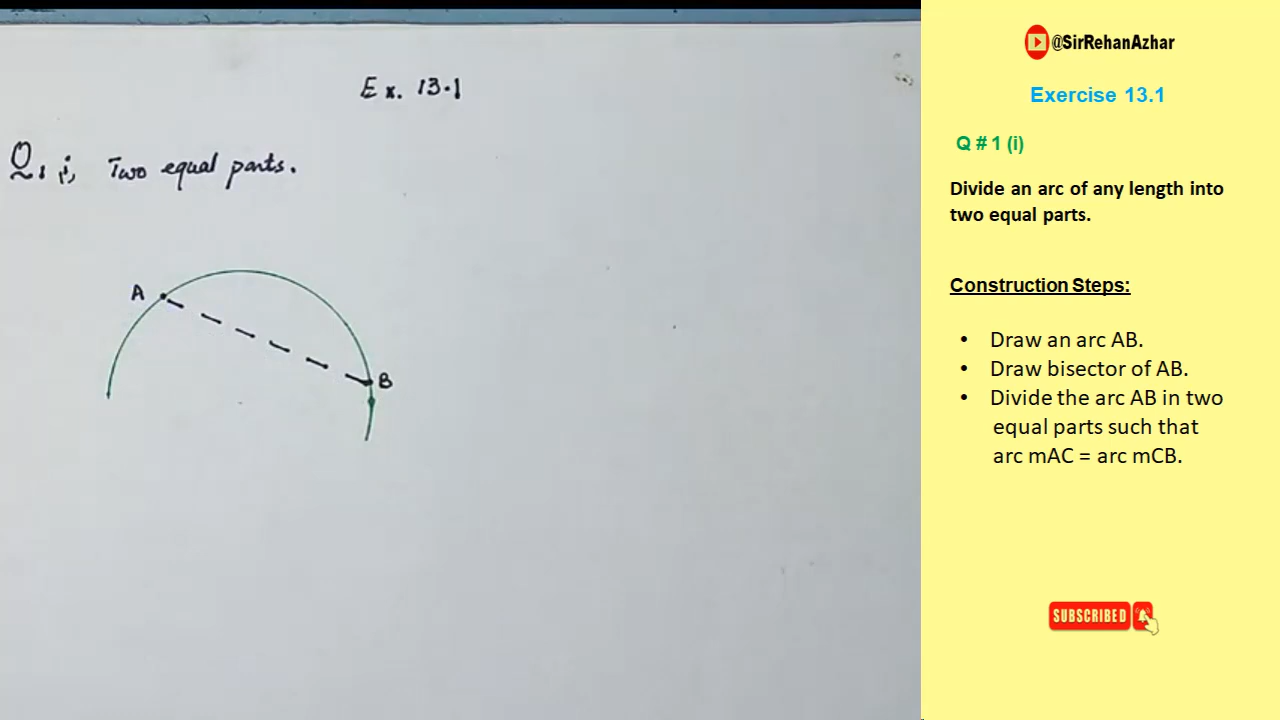 Ex. 13.1
Q1 i, Two equal parts.
A
B
@SirRehanAzhar
Exercise 13.1
Q # 1 (i)
Divide an arc of any length into
two equal parts.
Construction Steps:
• Draw an arc AB.
• Draw bisector of AB.
• Divide the arc AB in two
equal parts such that
arc mAC = arc mCB.
SUBSCRIBED